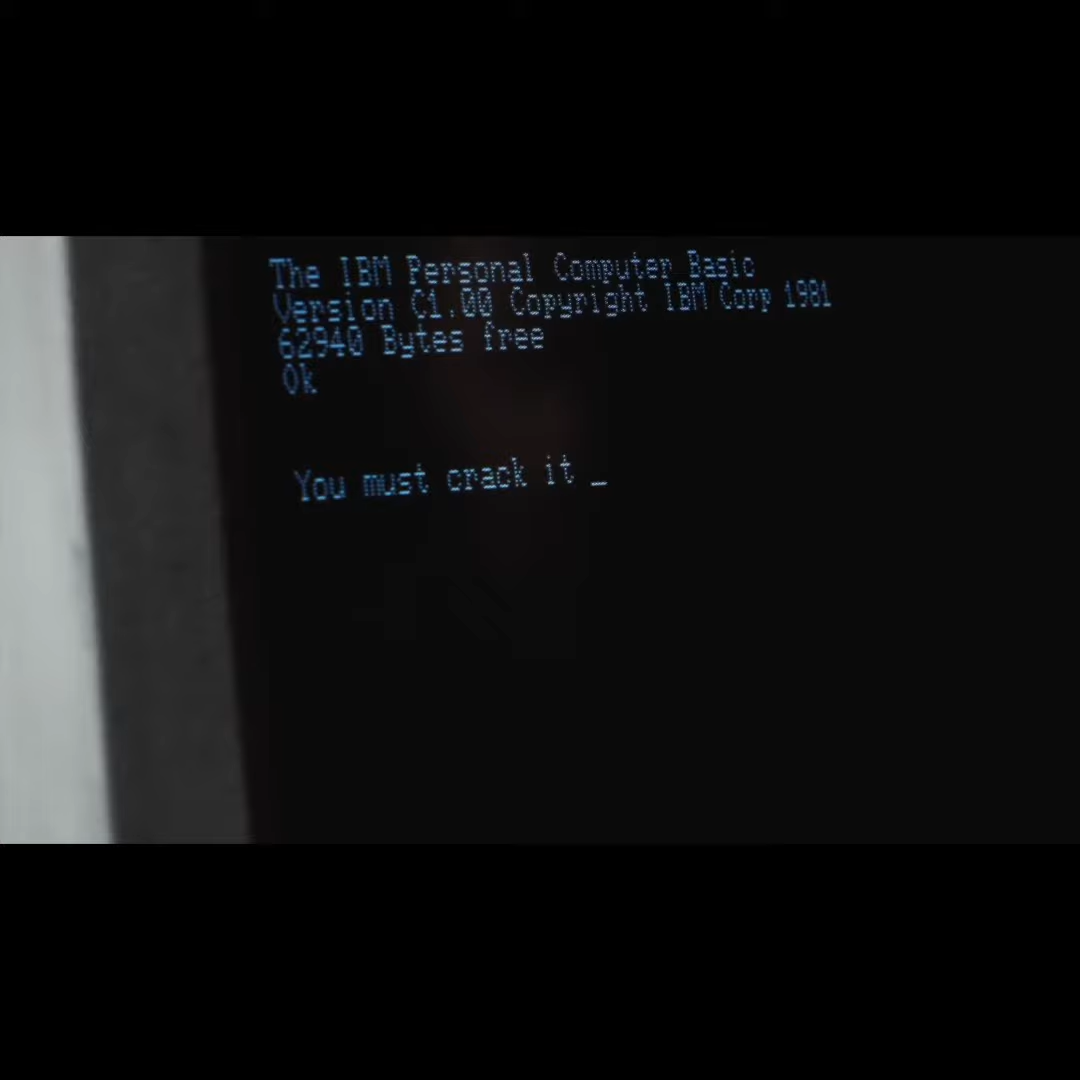 The IBM Personal Computer Basic
Version C1.00 Copyright IBM Corp 1981
62940 Bytes free
Ok
You must crack it _